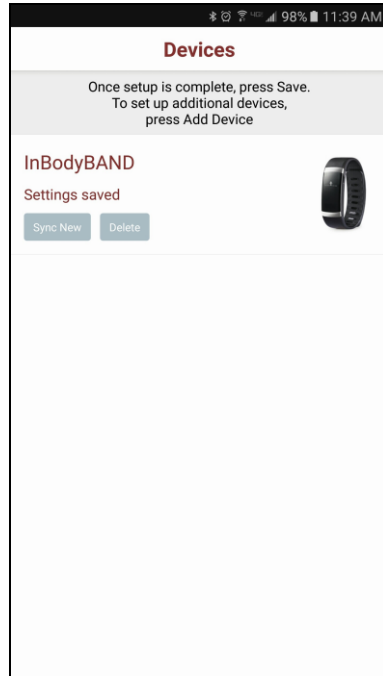 98% 11:39 AM
Devices
Once setup is complete, press Save.
To set up additional devices,
press Add Device
InBodyBAND
Settings saved
Sync New Delete